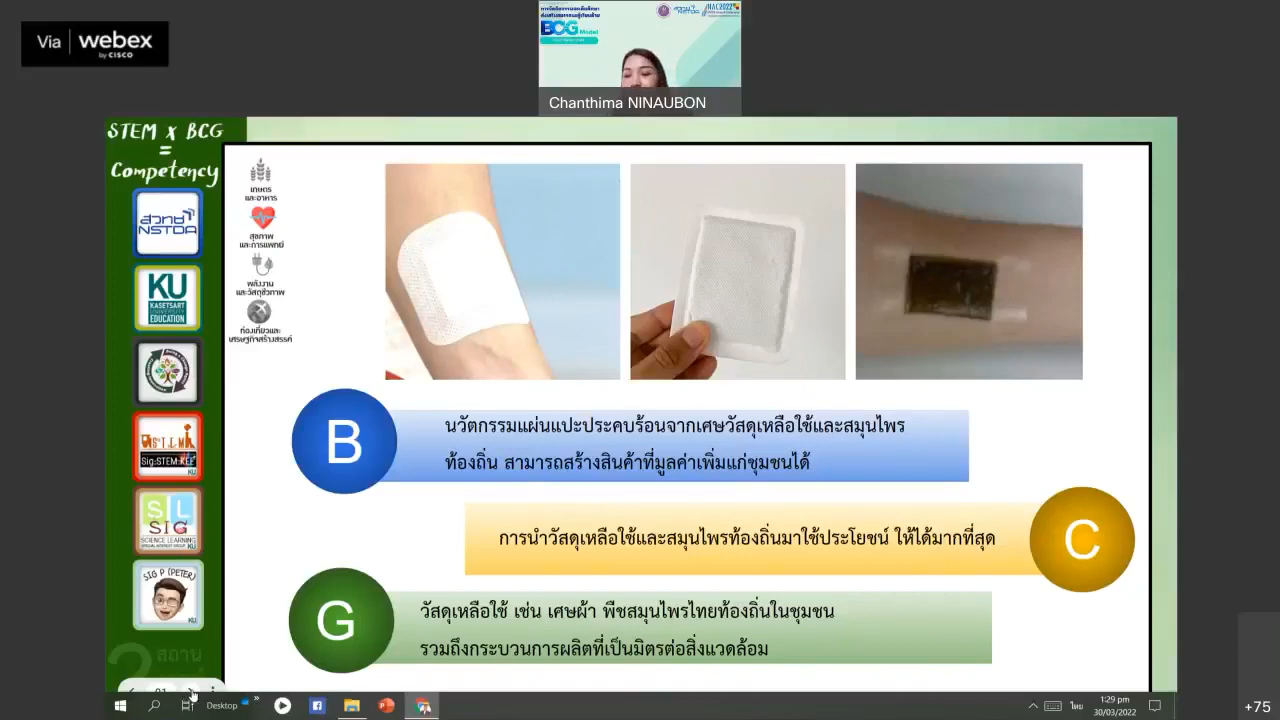 Via webex
by CISCO
BCG Model
NSTDA NAC2022
Chanthima NINAUBON
STEM x BCG
=
Competency
สวทช
NSTDA
KU
KASETSART
UNIVERSITY
EDUCATION
Sig:STEM:KEE
KU
SL
SIG
SCIENCE LEARNING
SPECIAL INTEREST GROUP KU
SIG P (PETER)
KU
2 สถาน
เกษตร
และอาหาร
สุขภาพ
และการแพทย์
พลังงาน
และวัสดุชีวภาพ
ท่องเที่ยวและ
เศรษฐกิจสร้างสรรค์
B
นวัตกรรมแผ่นแปะประคบร้อนจากเศษวัสดุเหลือใช้และสมุนไพร
ท้องถิ่น สามารถสร้างสินค้าที่มูลค่าเพิ่มแก่ชุมชนได้
การนำวัสดุเหลือใช้และสมุนไพรท้องถิ่นมาใช้ประโยชน์ ให้ได้มากที่สุด
C
G
วัสดุเหลือใช้ เช่น เศษผ้า พืชสมุนไพรไทยท้องถิ่นในชุมชน
รวมถึงกระบวนการผลิตที่เป็นมิตรต่อสิ่งแวดล้อม
Desktop
ไทย
1:29 pm
30/03/2022
+75